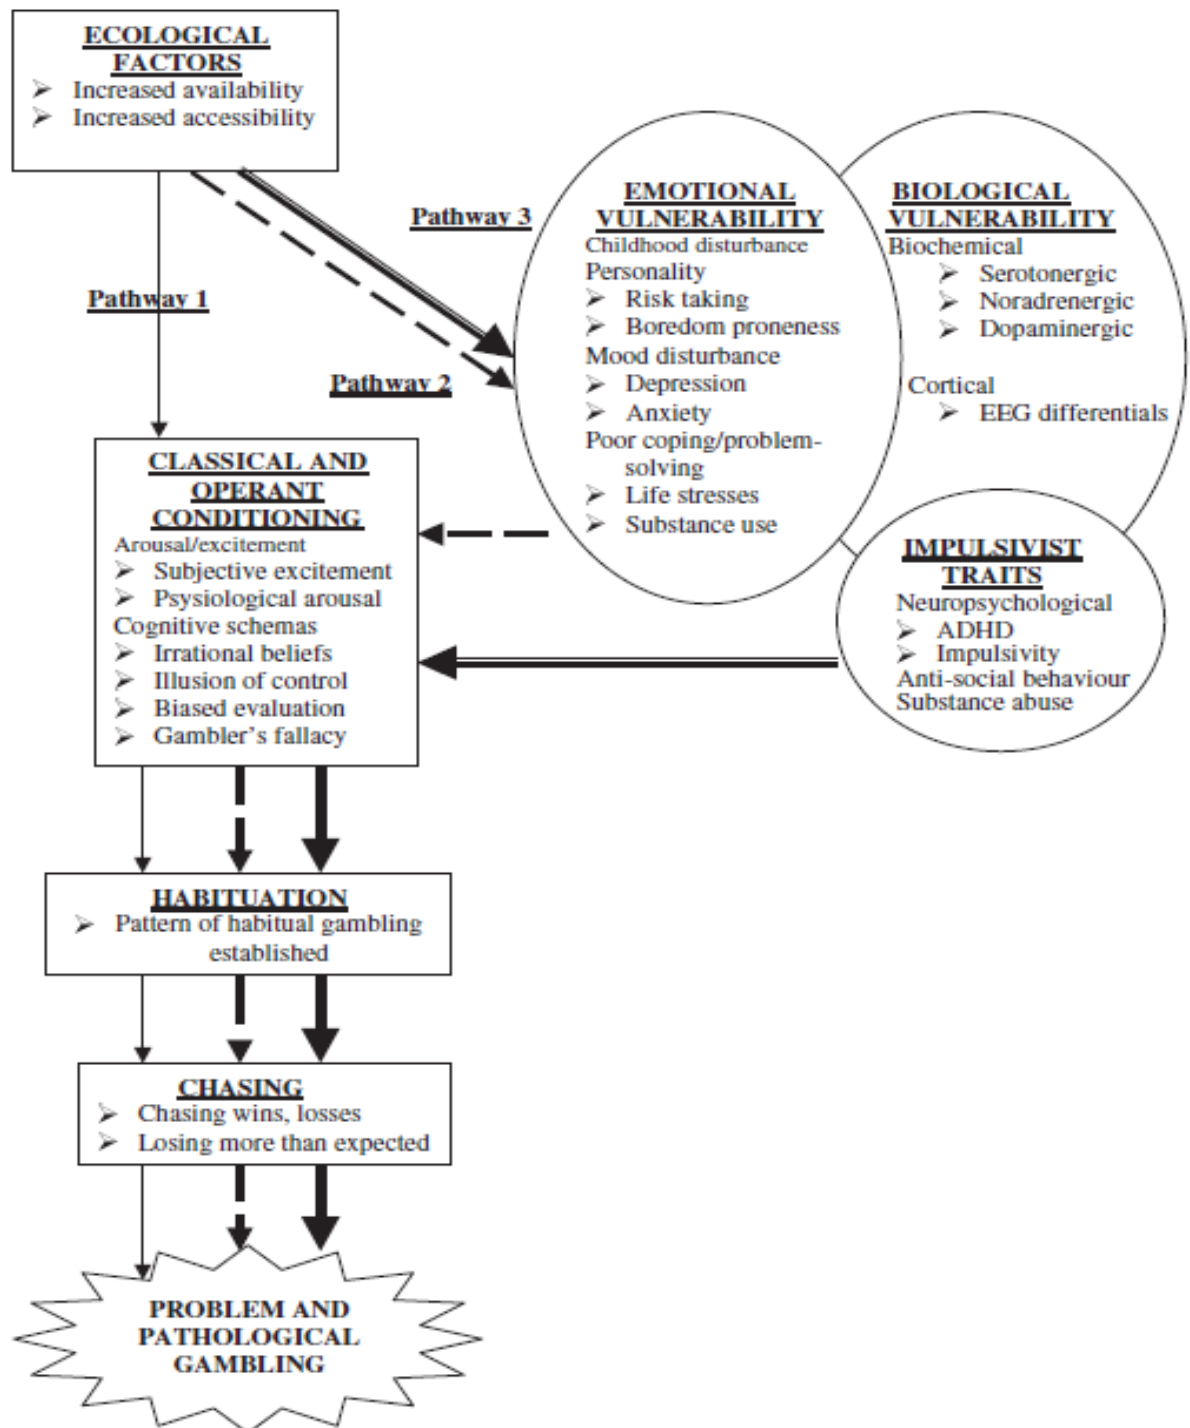 ECOLOGICAL
FACTORS
➢ Increased availability
➢ Increased accessibility
Pathway 3
Pathway 1
Pathway 2
EMOTIONAL
VULNERABILITY
Childhood disturbance
Personality
➢ Risk taking
➢ Boredom proneness
Mood disturbance
➢ Depression
➢ Anxiety
Poor coping/problem-
solving
➢ Life stresses
➢ Substance use
BIOLOGICAL
VULNERABILITY
Biochemical
➢ Serotonergic
➢ Noradrenergic
➢ Dopaminergic
Cortical
➢ EEG differentials
IMPULSIVIST
TRAITS
Neuropsychological
➢ ADHD
➢ Impulsivity
Anti-social behaviour
Substance abuse
CLASSICAL AND
OPERANT
CONDITIONING
Arousal/excitement
➢ Subjective excitement
➢ Psysiological arousal
Cognitive schemas
➢ Irrational beliefs
➢ Illusion of control
➢ Biased evaluation
➢ Gambler's fallacy
HABITUATION
➢ Pattern of habitual gambling
established
CHASING
➢ Chasing wins, losses
➢ Losing more than expected
PROBLEM AND
PATHOLOGICAL
GAMBLING